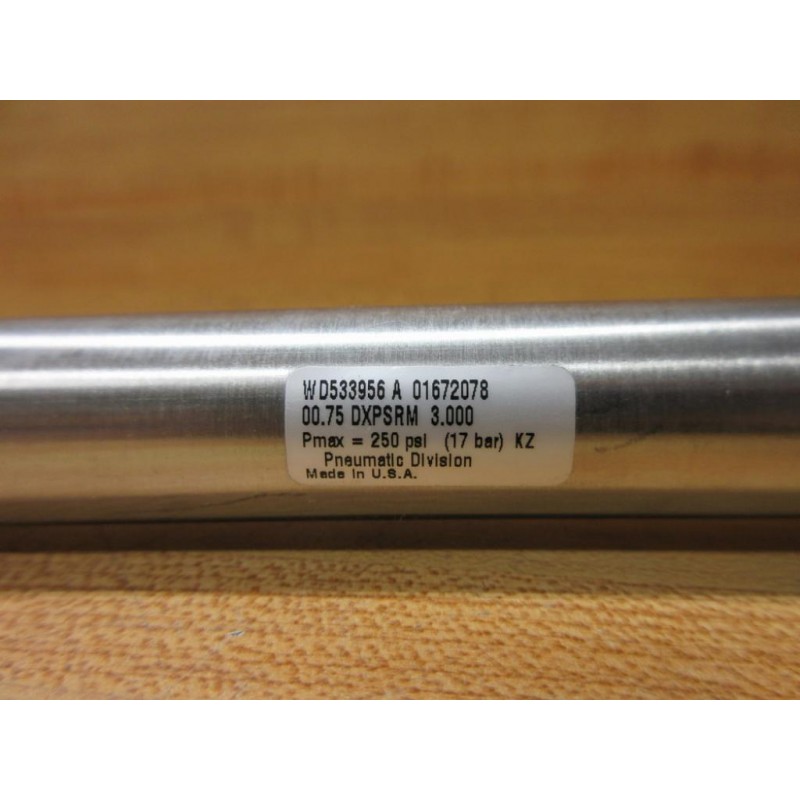 WD533956 A 01672078
00.75 DXPSRM 3.000
Pmax = 250 psi (17 bar) KZ
Pneumatic Division
Made in U.S.A.